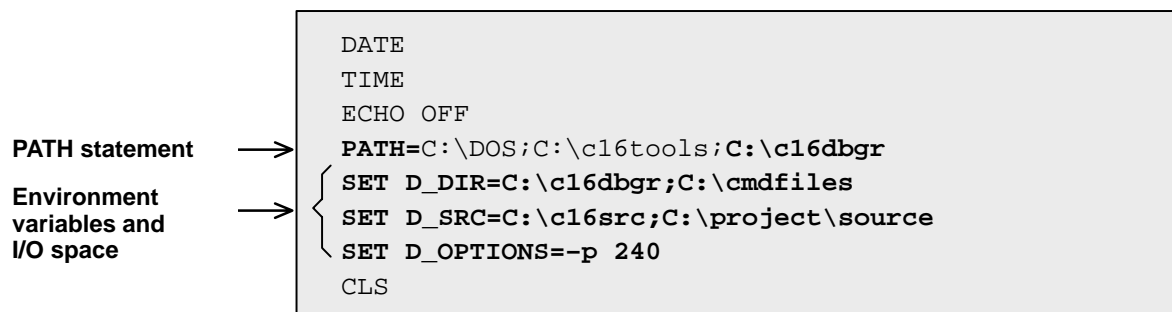 DATE
TIME
ECHO OFF
PATH statement
PATH=C:\DOS;C:\c16tools;C:\c16dbgr
Environment
variables and
I/O space
SET D_DIR=C:\c16dbgr;C:\cmdfiles
SET D_SRC=C:\c16src;C:\project\source
SET D_OPTIONS=–p 240
CLS